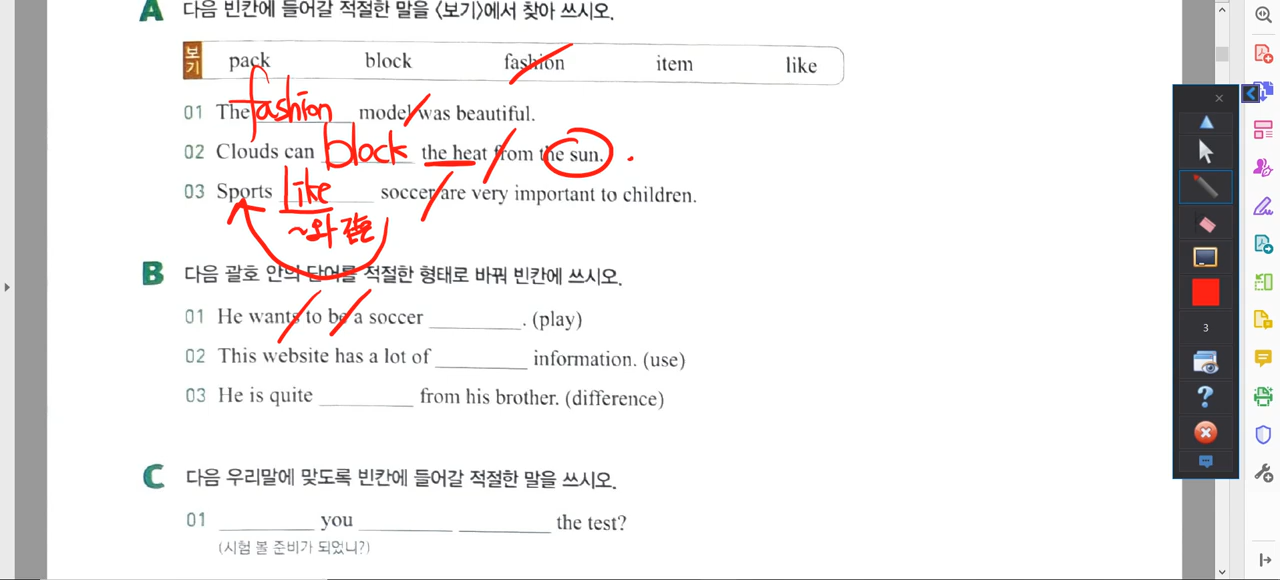 A 다음 빈칸에 들어갈 적절한 말을 <보기>에서 찾아 쓰시오.
보기 pack block fashion item like
01 The fashion model was beautiful.
02 Clouds can block the heat from the sun.
03 Sports like soccer are very important to children.
~와 같은
B 다음 괄호 안의 단어를 적절한 형태로 바꿔 빈칸에 쓰시오.
01 He wants to be a soccer ________. (play)
02 This website has a lot of ________ information. (use)
03 He is quite ________ from his brother. (difference)
C 다음 우리말에 맞도록 빈칸에 들어갈 적절한 말을 쓰시오.
01 ________ you ________ ________ the test?
(시험 볼 준비가 되었니?)
3